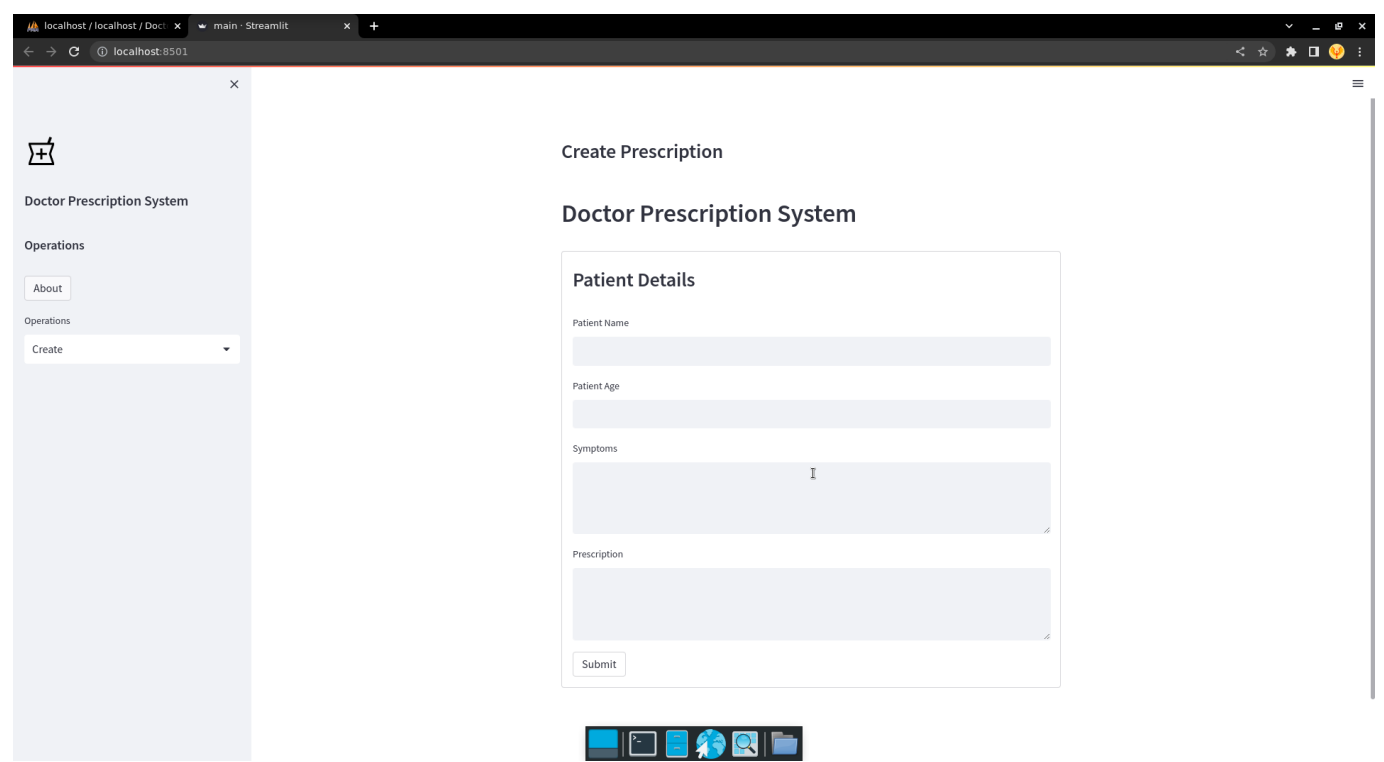 localhost / localhost / Doct
main · Streamlit
localhost:8501
Doctor Prescription System
Operations
About
Operations
Create
Create Prescription
Doctor Prescription System
Patient Details
Patient Name
Patient Age
Symptoms
Prescription
Submit